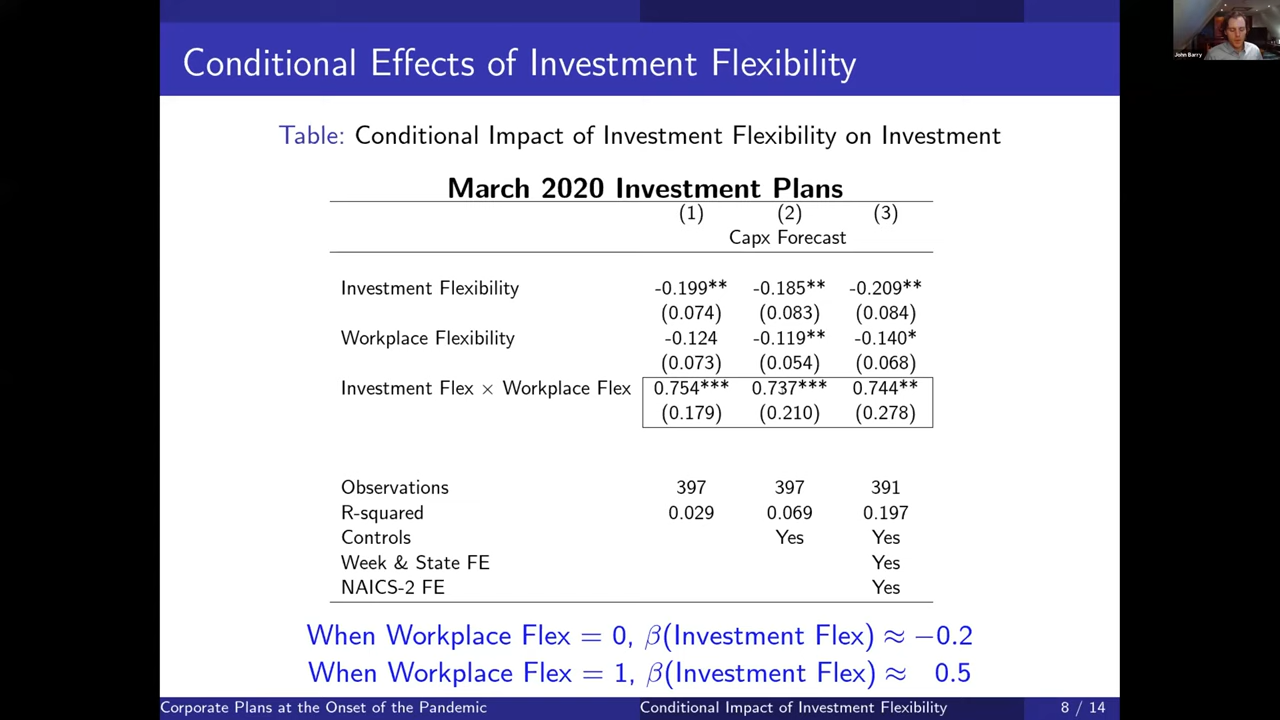 Conditional Effects of Investment Flexibility
John Barry
Table: Conditional Impact of Investment Flexibility on Investment
March 2020 Investment Plans
(1) (2) (3)
Capx Forecast
Investment Flexibility -0.199** -0.185** -0.209**
(0.074) (0.083) (0.084)
Workplace Flexibility -0.124 -0.119** -0.140*
(0.073) (0.054) (0.068)
Investment Flex × Workplace Flex 0.754*** 0.737*** 0.744**
(0.179) (0.210) (0.278)
Observations 397 397 391
R-squared 0.029 0.069 0.197
Controls Yes Yes
Week & State FE Yes
NAICS-2 FE Yes
When Workplace Flex = 0, β(Investment Flex) ≈ −0.2
When Workplace Flex = 1, β(Investment Flex) ≈ 0.5
Corporate Plans at the Onset of the Pandemic Conditional Impact of Investment Flexibility 8 / 14